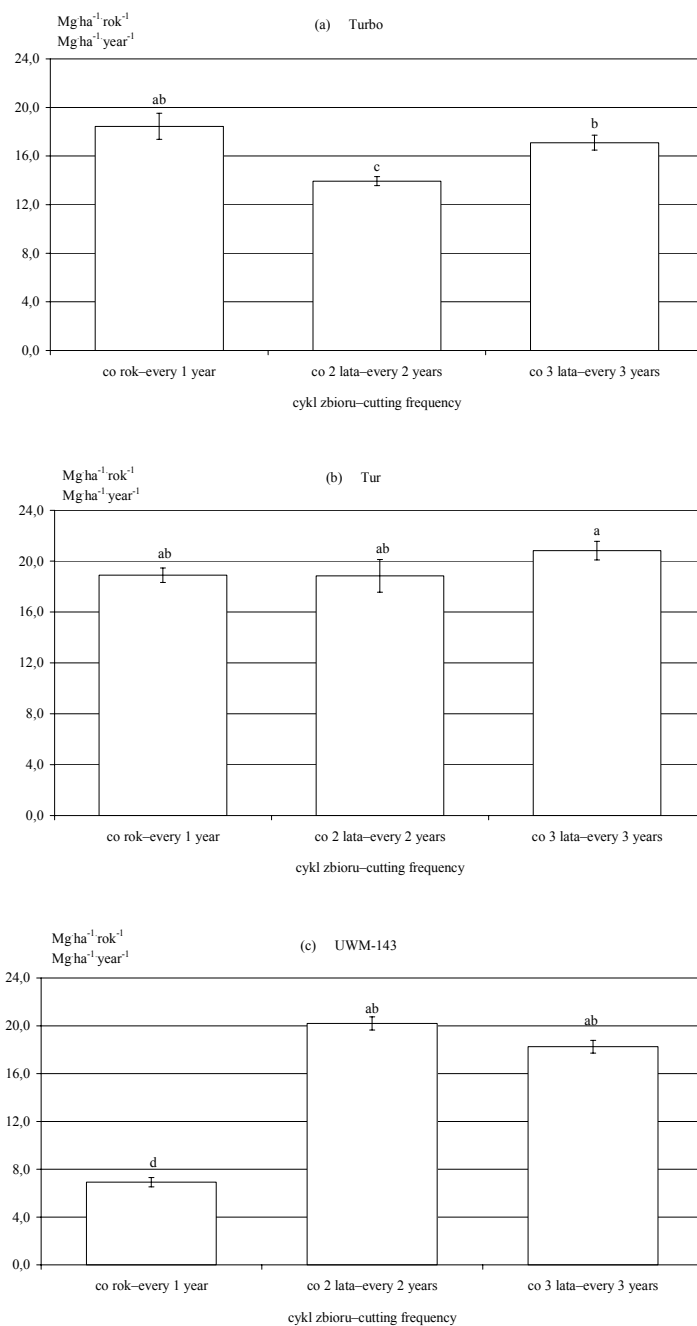 Mg·ha-1·rok-1
Mg·ha-1·year-1
(a) Turbo
24,0
20,0
16,0
12,0
8,0
4,0
0,0
ab
c
b
co rok–every 1 year
co 2 lata–every 2 years
co 3 lata–every 3 years
cykl zbioru–cutting frequency
Mg·ha-1·rok-1
Mg·ha-1·year-1
(b) Tur
24,0
20,0
16,0
12,0
8,0
4,0
0,0
ab
ab
a
co rok–every 1 year
co 2 lata–every 2 years
co 3 lata–every 3 years
cykl zbioru–cutting frequency
Mg·ha-1·rok-1
Mg·ha-1·year-1
(c) UWM-143
24,0
20,0
16,0
12,0
8,0
4,0
0,0
d
ab
ab
co rok–every 1 year
co 2 lata–every 2 years
co 3 lata–every 3 years
cykl zbioru–cutting frequency